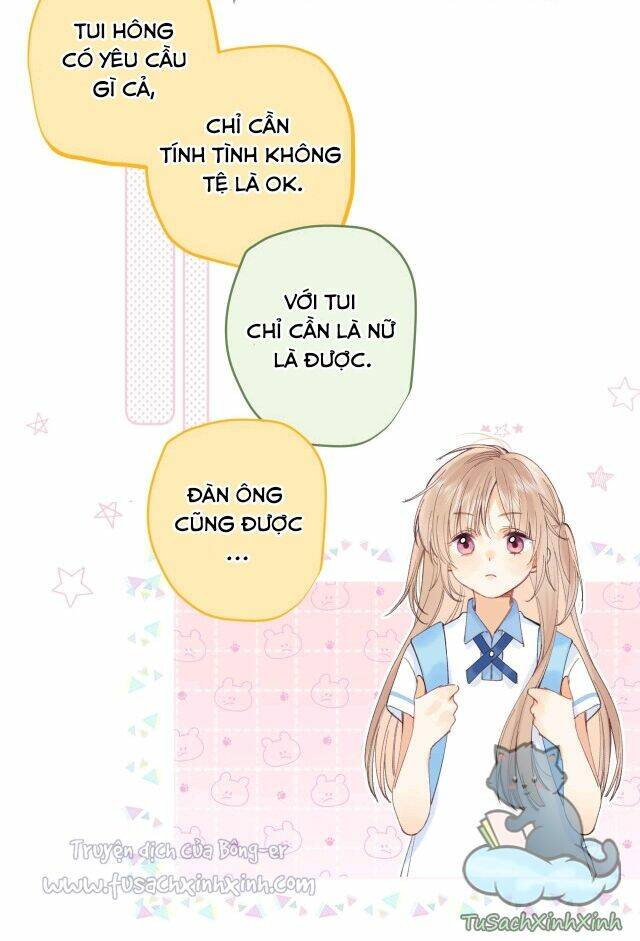 TUI HÔNG
CÓ YÊU CẦU
GÌ CẢ,
CHỈ CẦN
TÍNH TÌNH KHÔNG
TỆ LÀ OK.
VỚI TUI
CHỈ CẦN LÀ NỮ
LÀ ĐƯỢC.
ĐÀN ÔNG
CŨNG ĐƯỢC
...
Truyện dịch của Bông-er
www.tusachxinhxinh.com
TuSachXinhXinh